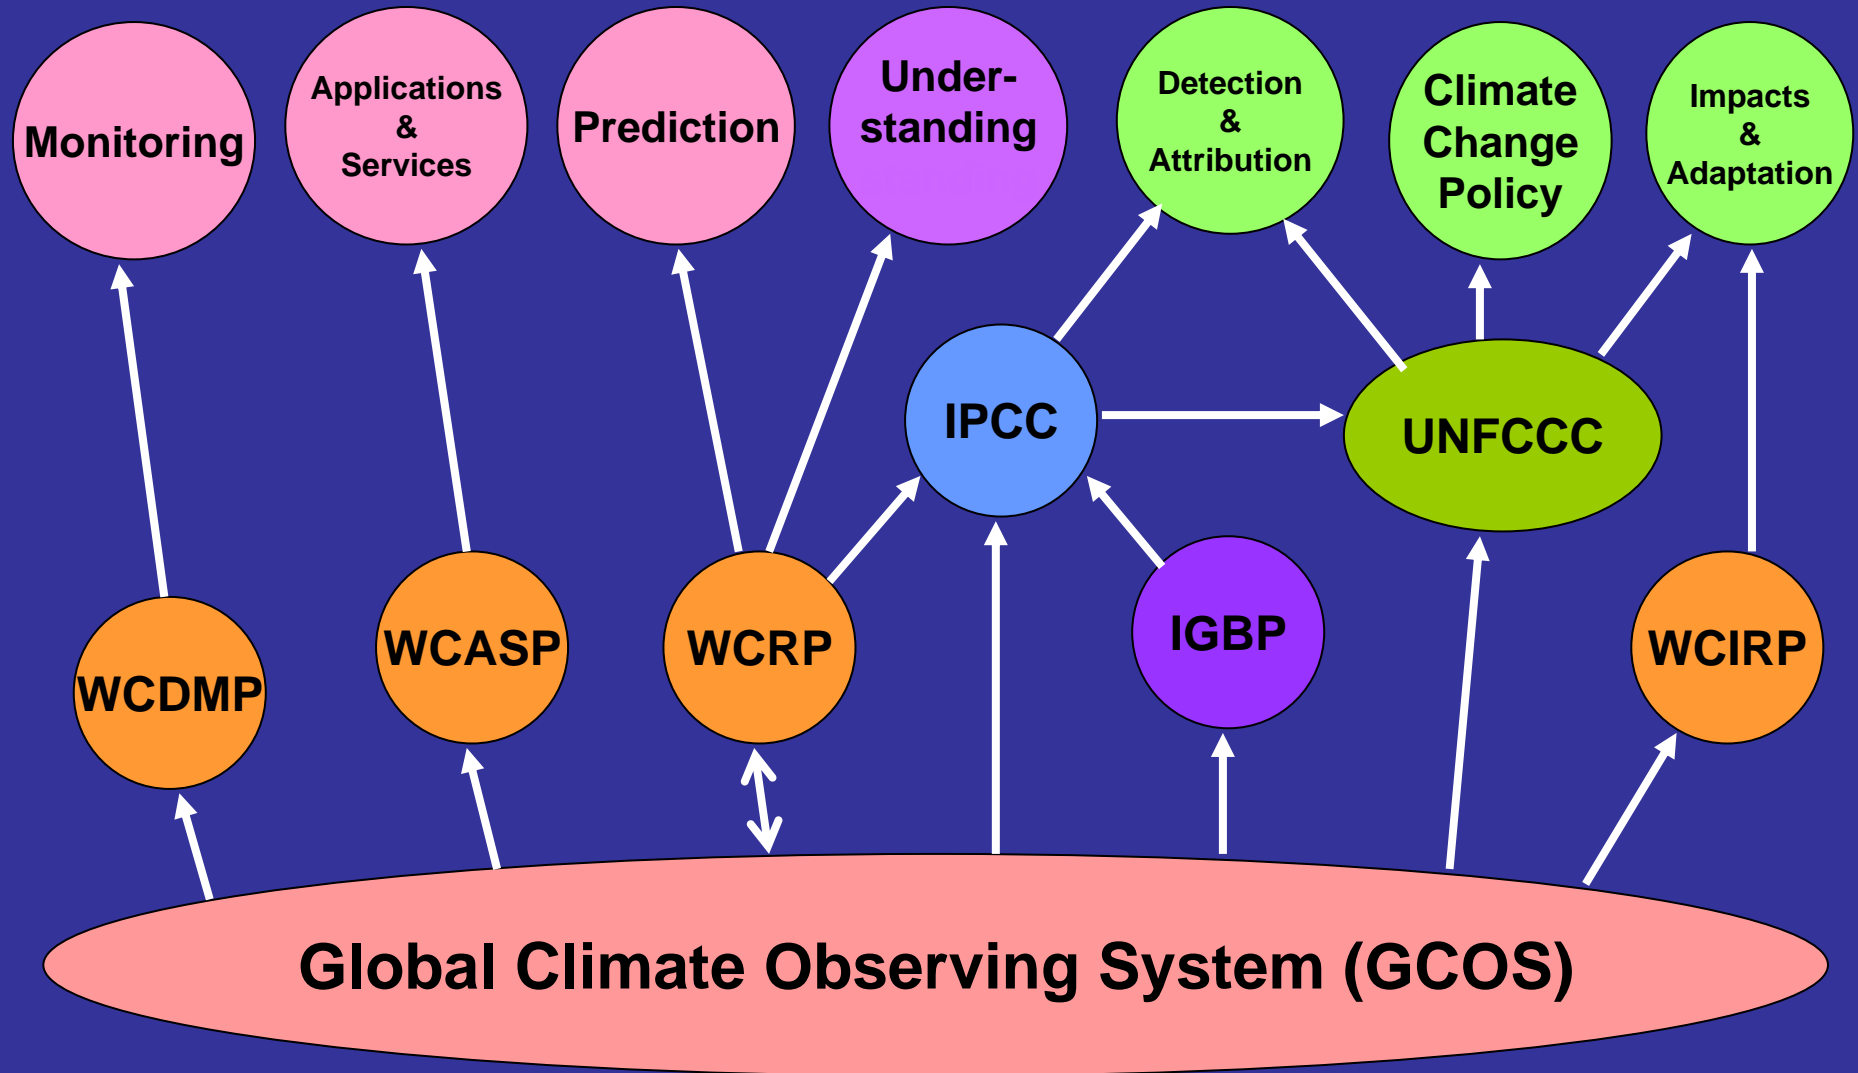 Monitoring
Applications
&
Services
Prediction
Under-
standing
Detection
&
Attribution
Climate
Change
Policy
Impacts
&
Adaptation
IPCC
UNFCCC
WCDMP
WCASP
WCRP
IGBP
WCIRP
Global Climate Observing System (GCOS)